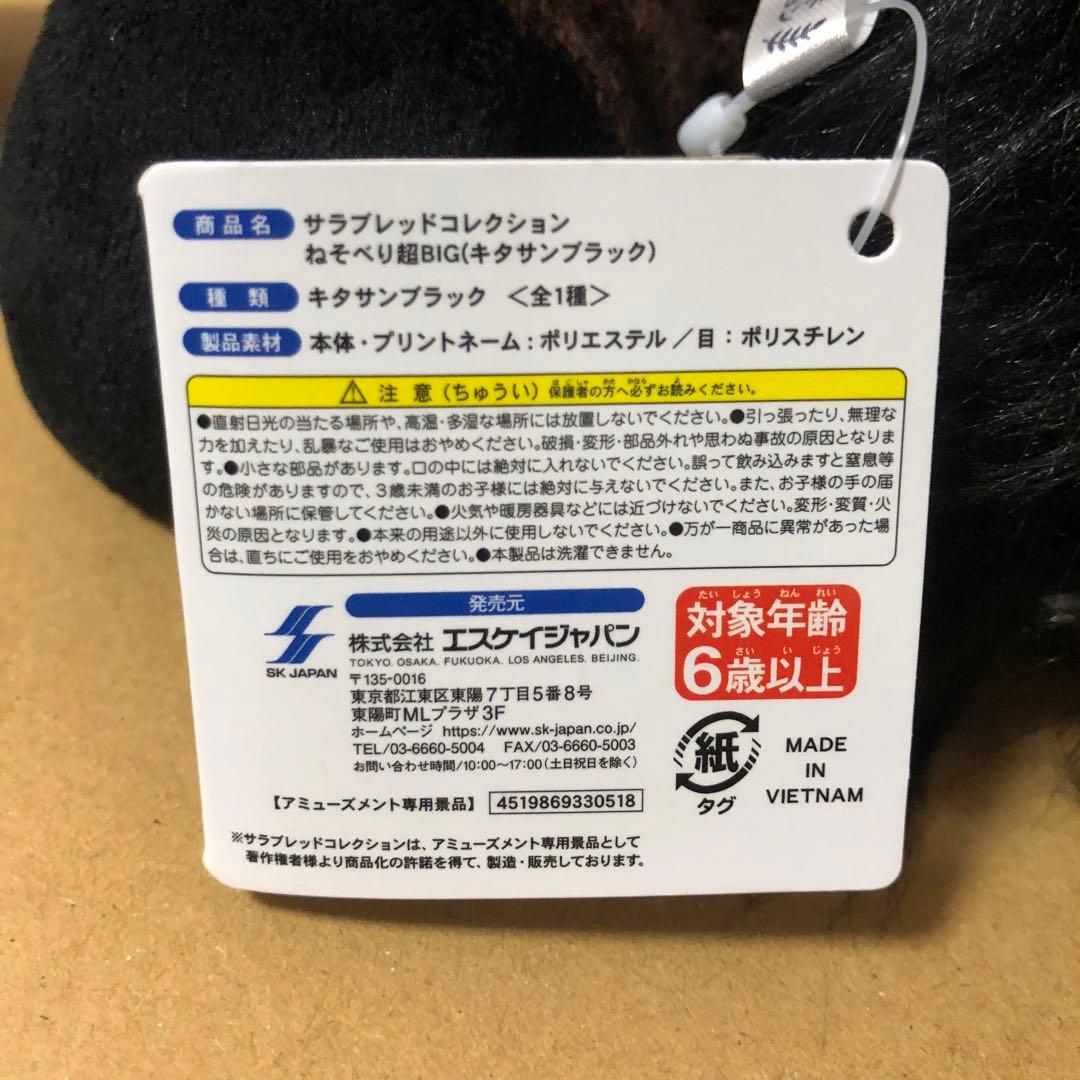 商品名 サラブレッドコレクション
ねそべり超BIG(キタサンブラック)
種類 キタサンブラック <全1種>
製品素材 本体・プリントネーム：ポリエステル／目：ポリスチレン
⚠ 注意（ちゅうい） 保護者の方へ必ずお読みください。
ほごしゃ かた かなら よ
●直射日光の当たる場所や、高温・多湿な場所には放置しないでください。●引っ張ったり、無理な
力を加えたり、乱暴なご使用はおやめください。破損・変形・部品外れや思わぬ事故の原因となりま
す。●小さな部品があります。口の中には絶対に入れないでください。誤って飲み込みますと窒息等
の危険がありますので、3歳未満のお子様には絶対に与えないでください。また、お子様の手の届
かない場所に保管してください。●火気や暖房器具などには近づけないでください。変形・変質・火
災の原因となります。●本来の用途以外に使用しないでください。●万が一商品に異常があった場
合は、直ちにご使用をおやめください。●本製品は洗濯できません。
発売元
SK JAPAN
株式会社 エスケイジャパン
TOKYO. OSAKA. FUKUOKA. LOS ANGELES. BEIJING.
〒135-0016
東京都江東区東陽7丁目5番8号
東陽町MLプラザ3F
ホームページ https://www.sk-japan.co.jp/
TEL/03-6660-5004 FAX/03-6660-5003
お問い合わせ時間/10:00〜17:00（土日祝日を除く）
【アミューズメント専用景品】 4519869330518
※サラブレッドコレクションは、アミューズメント専用景品として
著作権者様より商品化の許諾を得て、製造・販売しております。
たいしょうねんれい
対象年齢
さいいじょう
6歳以上
紙
タグ
MADE
IN
VIETNAM